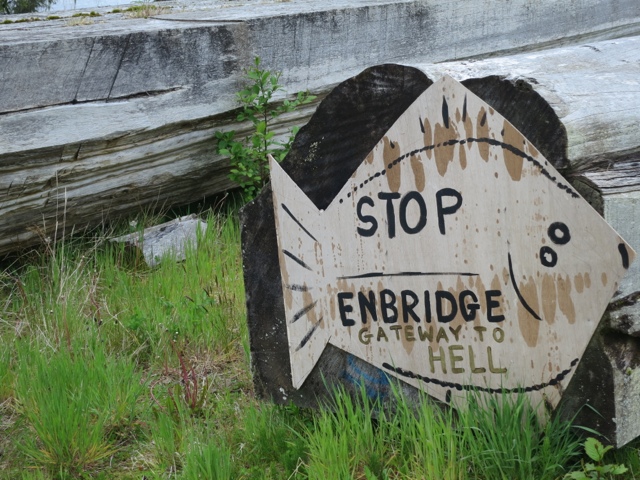 STOP
ENBRIDGE
GATEWAY TO
HELL